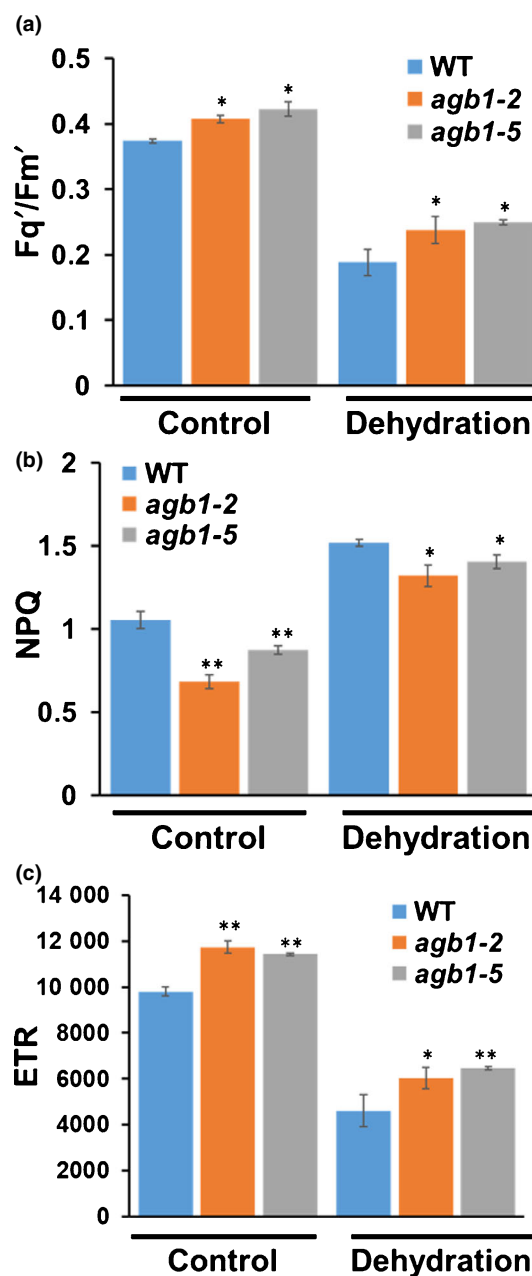 (a)
0.5
0.4
0.3
0.2
0.1
0
Fq′/Fm′
WT
agb1-2
agb1-5
* *
* *
Control Dehydration
(b)
2
1.5
1
0.5
0
NPQ
WT
agb1-2
agb1-5
** **
* *
Control Dehydration
(c)
14 000
12 000
10 000
8000
6000
4000
2000
0
ETR
WT
agb1-2
agb1-5
** **
* **
Control Dehydration